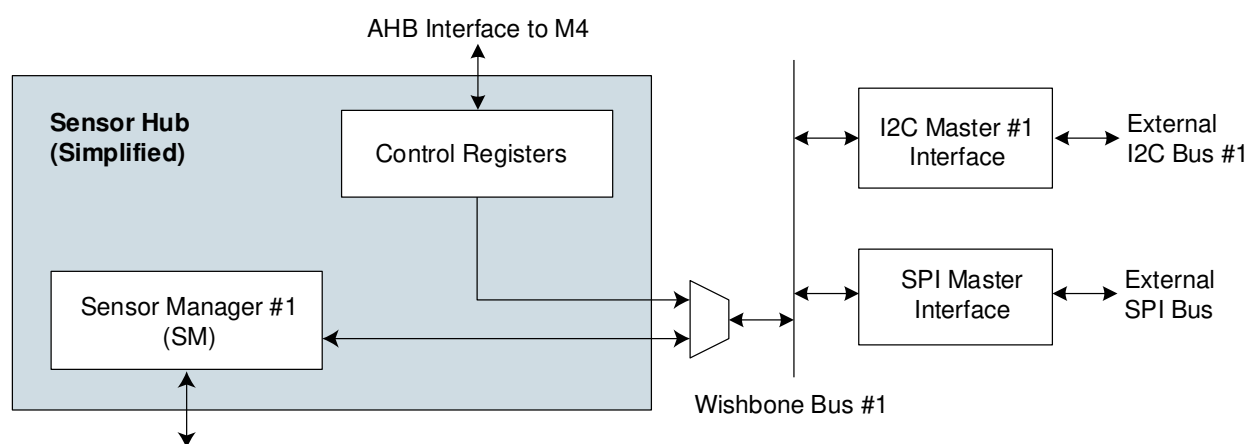 AHB Interface to M4
Sensor Hub
(Simplified)
Control Registers
I2C Master #1
Interface
External
I2C Bus #1
Sensor Manager #1
(SM)
SPI Master
Interface
External
SPI Bus
Wishbone Bus #1